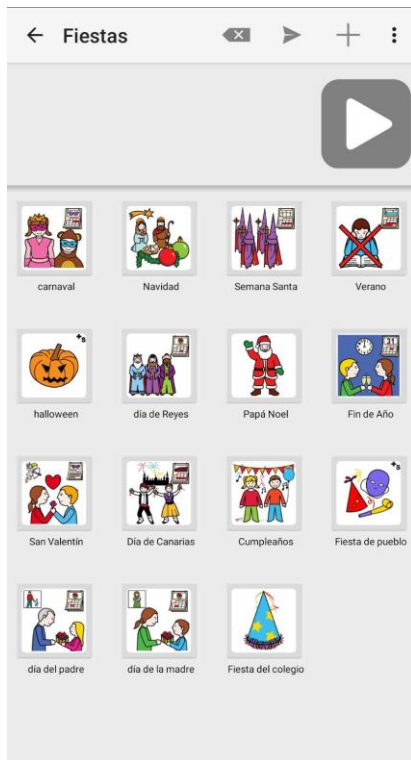 Fiestas
carnaval
Navidad
Semana Santa
Verano
halloween
día de Reyes
Papá Noel
Fin de Año
San Valentín
Día de Canarias
Cumpleaños
Fiesta de pueblo
día del padre
día de la madre
Fiesta del colegio